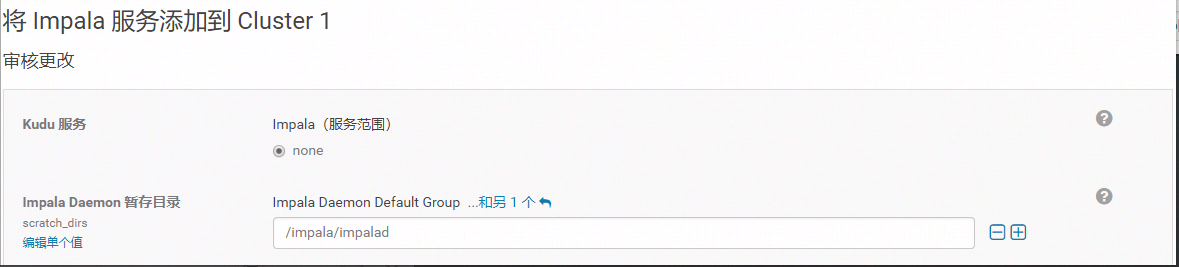 将 Impala 服务添加到 Cluster 1
审核更改
Kudu 服务
Impala（服务范围）
none
Impala Daemon 暂存目录
Impala Daemon Default Group ...和另 1 个
scratch_dirs
/impala/impalad
编辑单个值